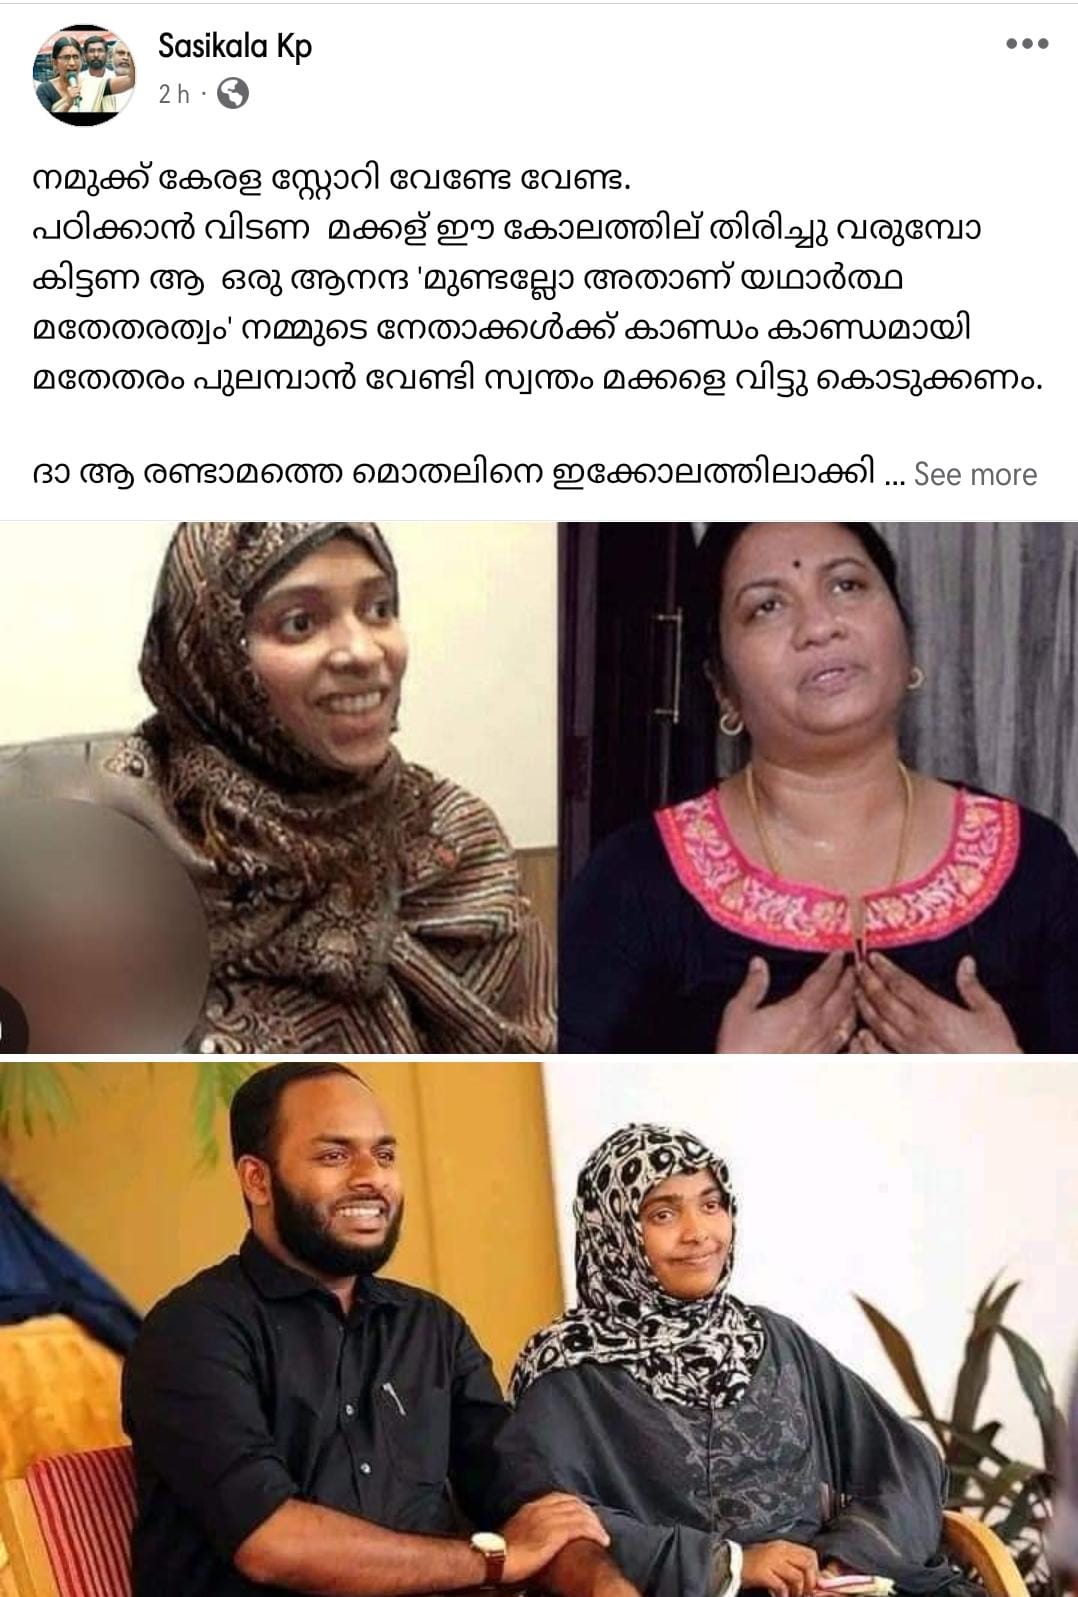 Sasikala Kp
2 h ·
നമുക്ക് കേരള സ്റ്റോറി വേണ്ടേ വേണ്ട.
പഠിക്കാൻ വിടണ മക്കള് ഈ കോലത്തില് തിരിച്ചു വരുമ്പോ
കിട്ടണ ആ ഒരു ആനന്ദ 'മുണ്ടല്ലോ അതാണ് യഥാർത്ഥ
മതേതരത്വം' നമ്മുടെ നേതാക്കൾക്ക് കാണ്ഡം കാണ്ഡമായി
മതേതരം പുലമ്പാൻ വേണ്ടി സ്വന്തം മക്കളെ വിട്ടു കൊടുക്കണം.
ദാ ആ രണ്ടാമത്തെ മൊതലിനെ ഇക്കോലത്തിലാക്കി ... See more